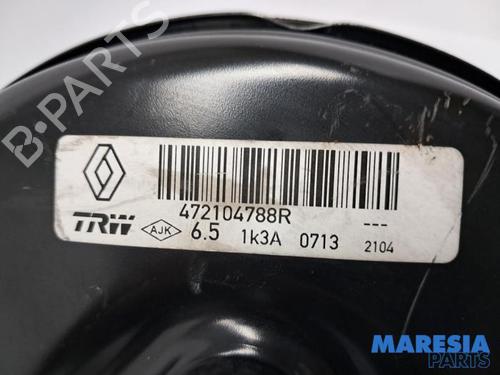 B-PARTS
472104788R
---
TRW
AJK
6.5 1k3A 0713 2104
MARESIA
PARTS